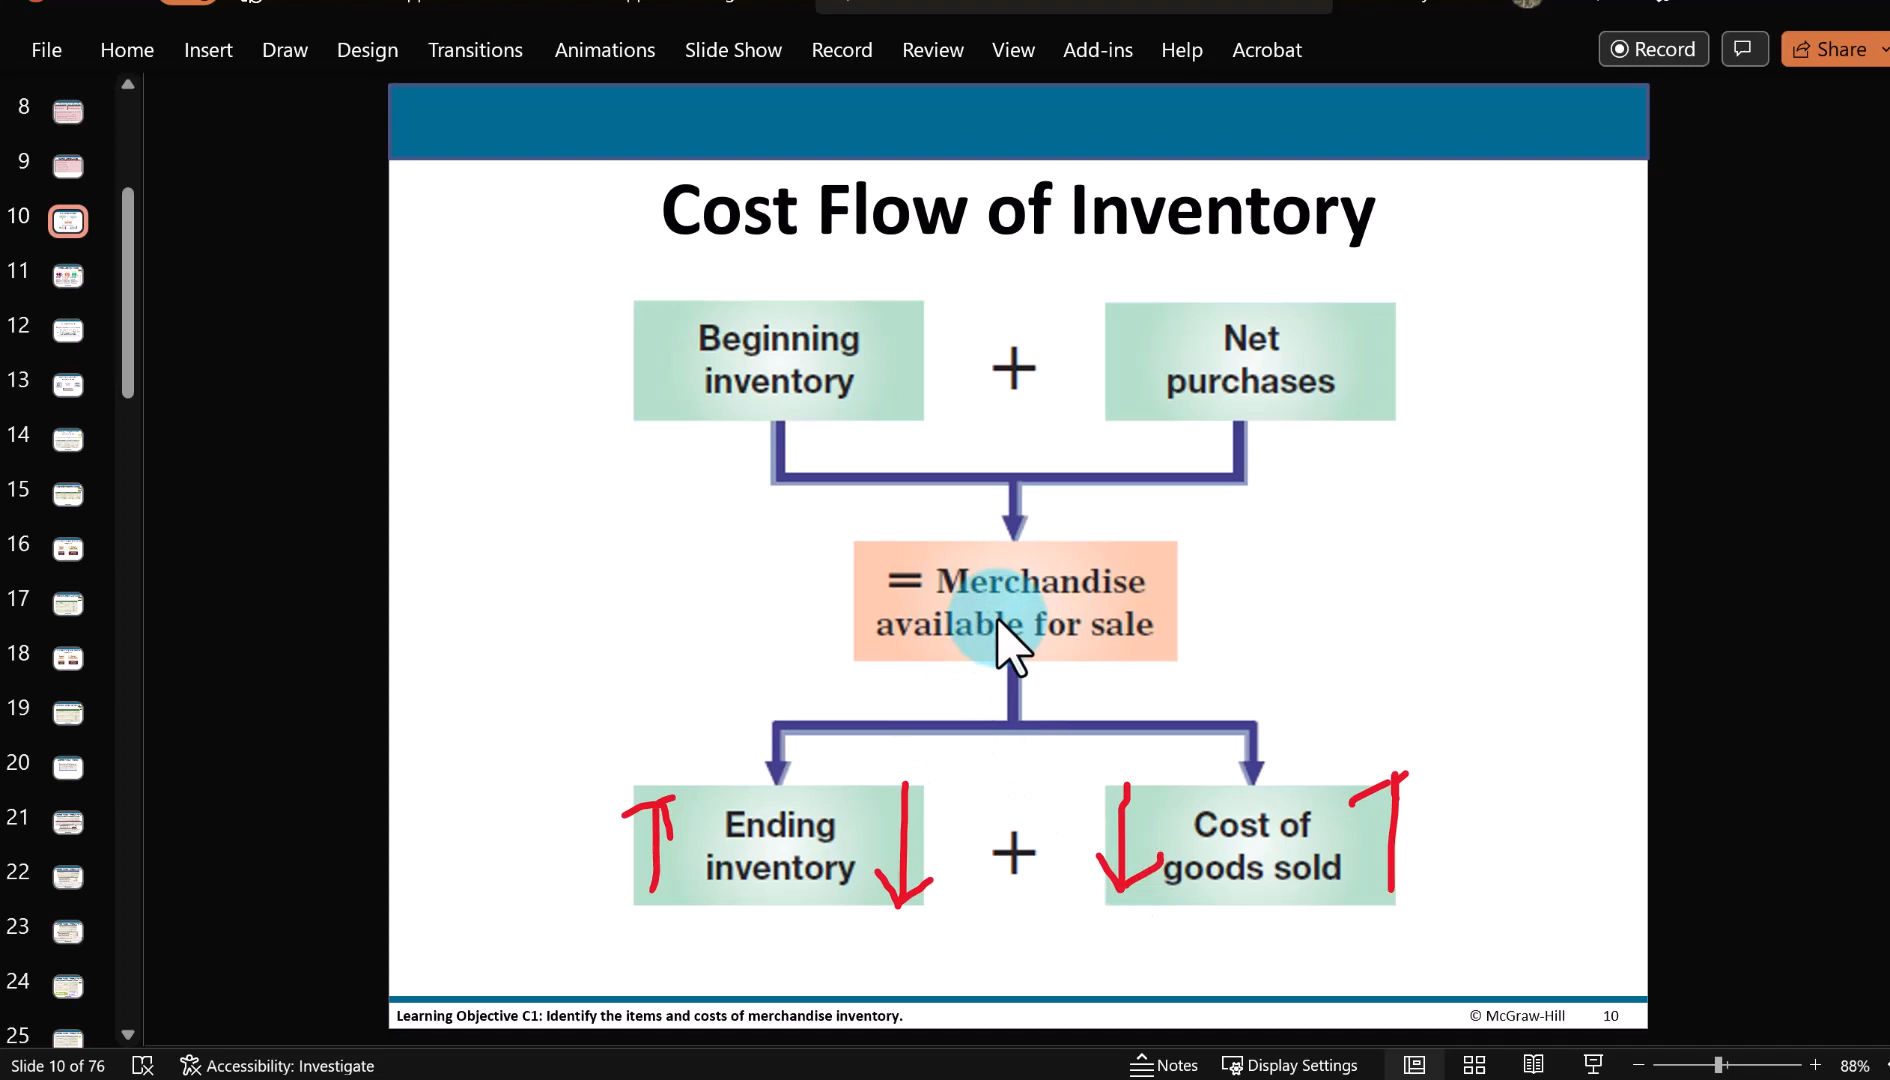 File Home Insert Draw Design Transitions Animations Slide Show Record Review View Add-ins Help Acrobat Record Share
8
9
10
11
12
13
14
15
16
17
18
19
20
21
22
23
24
25
Cost Flow of Inventory
Beginning
inventory
+
Net
purchases
= Merchandise
available for sale
Ending
inventory
+
Cost of
goods sold
Learning Objective C1: Identify the items and costs of merchandise inventory.
© McGraw-Hill 10
Slide 10 of 76 Accessibility: Investigate Notes Display Settings 88%